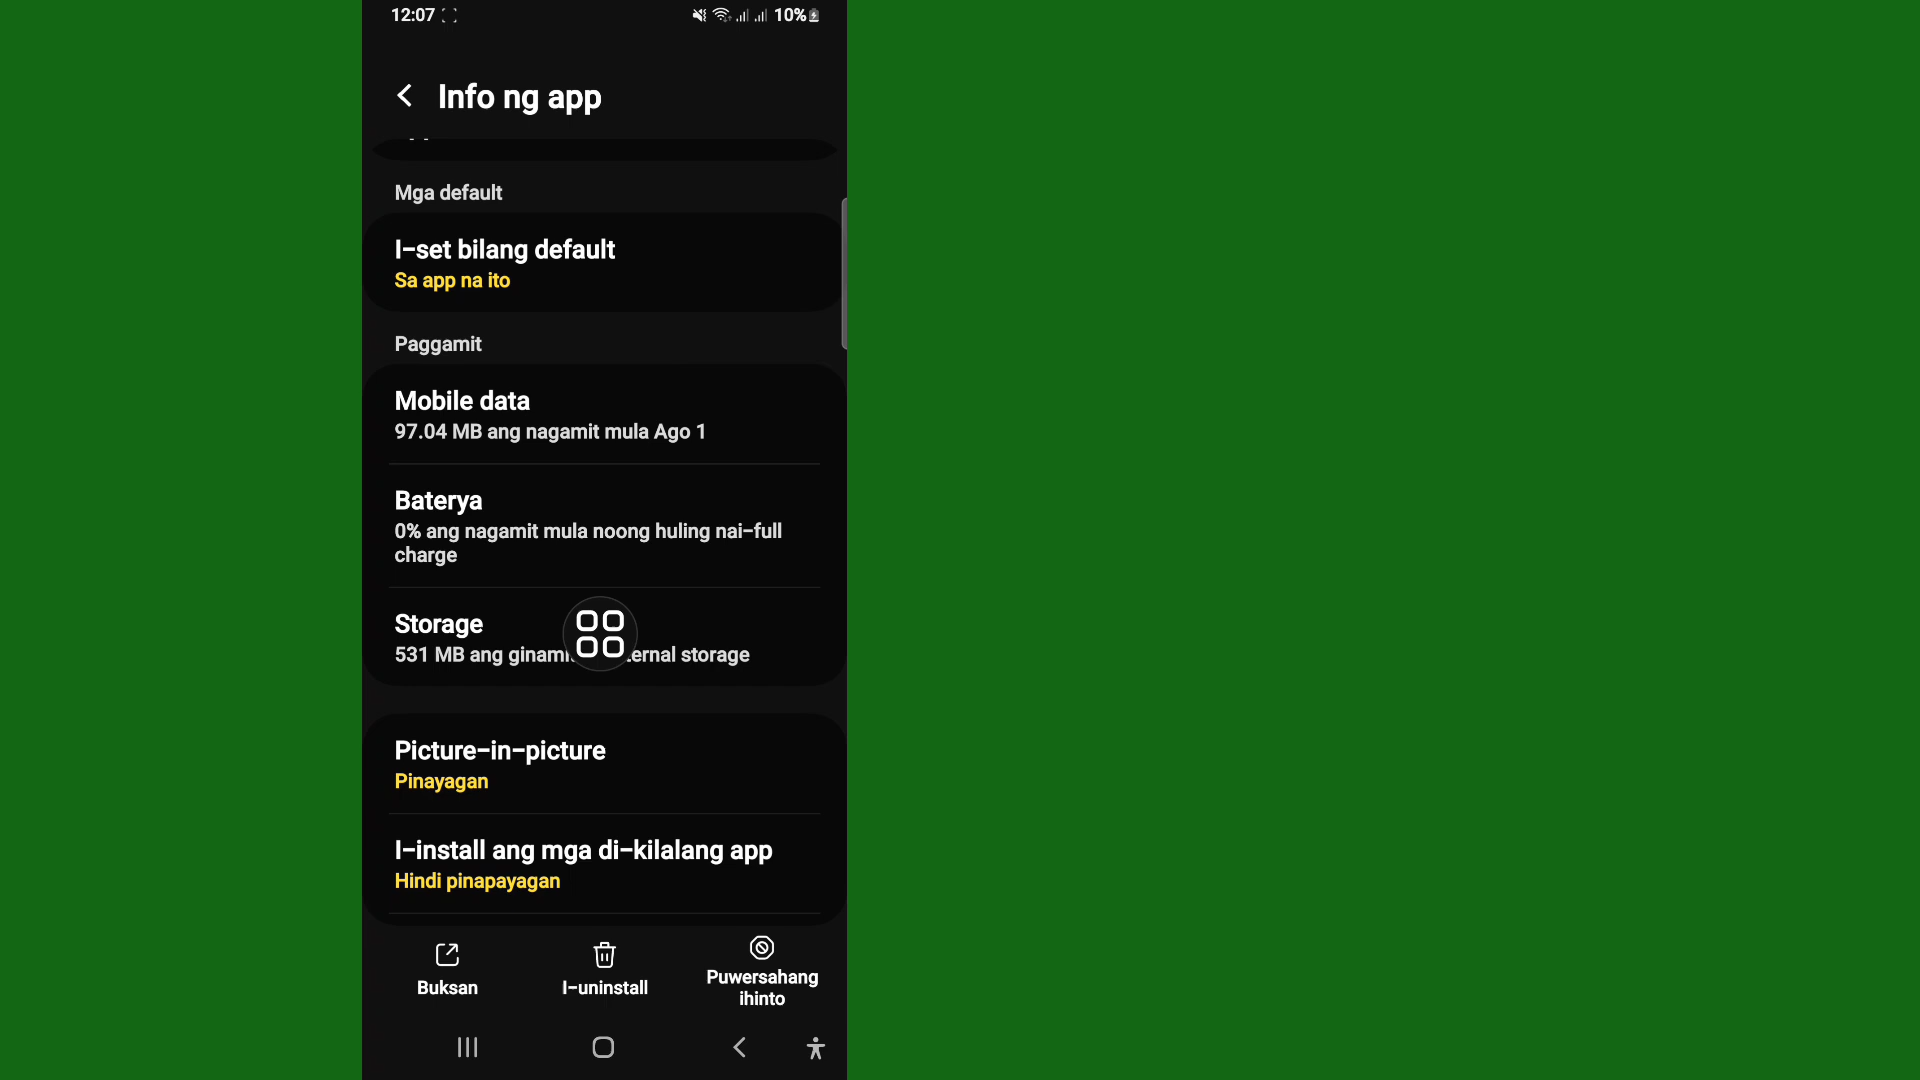 12:07
10%
Info ng app
Mga default
I-set bilang default
Sa app na ito
Paggamit
Mobile data
97.04 MB ang nagamit mula Ago 1
Baterya
0% ang nagamit mula noong huling nai-full
charge
Storage
531 MB ang storage
Picture-in-picture
Pinayagan
I-install ang mga di-kilalang app
Hindi pinapayagan
Buksan
I-uninstall
Puwersahang
ihinto